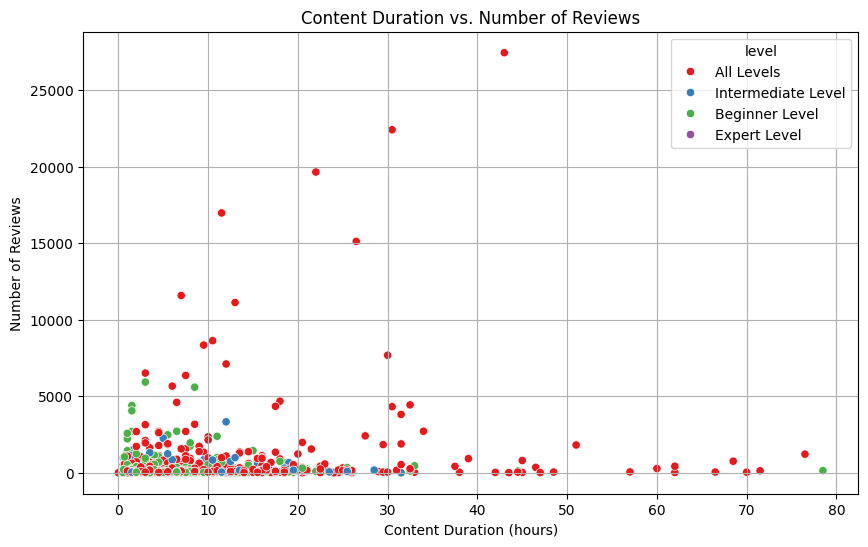 Content Duration vs. Number of Reviews
level
All Levels
Intermediate Level
Beginner Level
Expert Level
Number of Reviews
25000
20000
15000
10000
5000
0
0 10 20 30 40 50 60 70 80
Content Duration (hours)